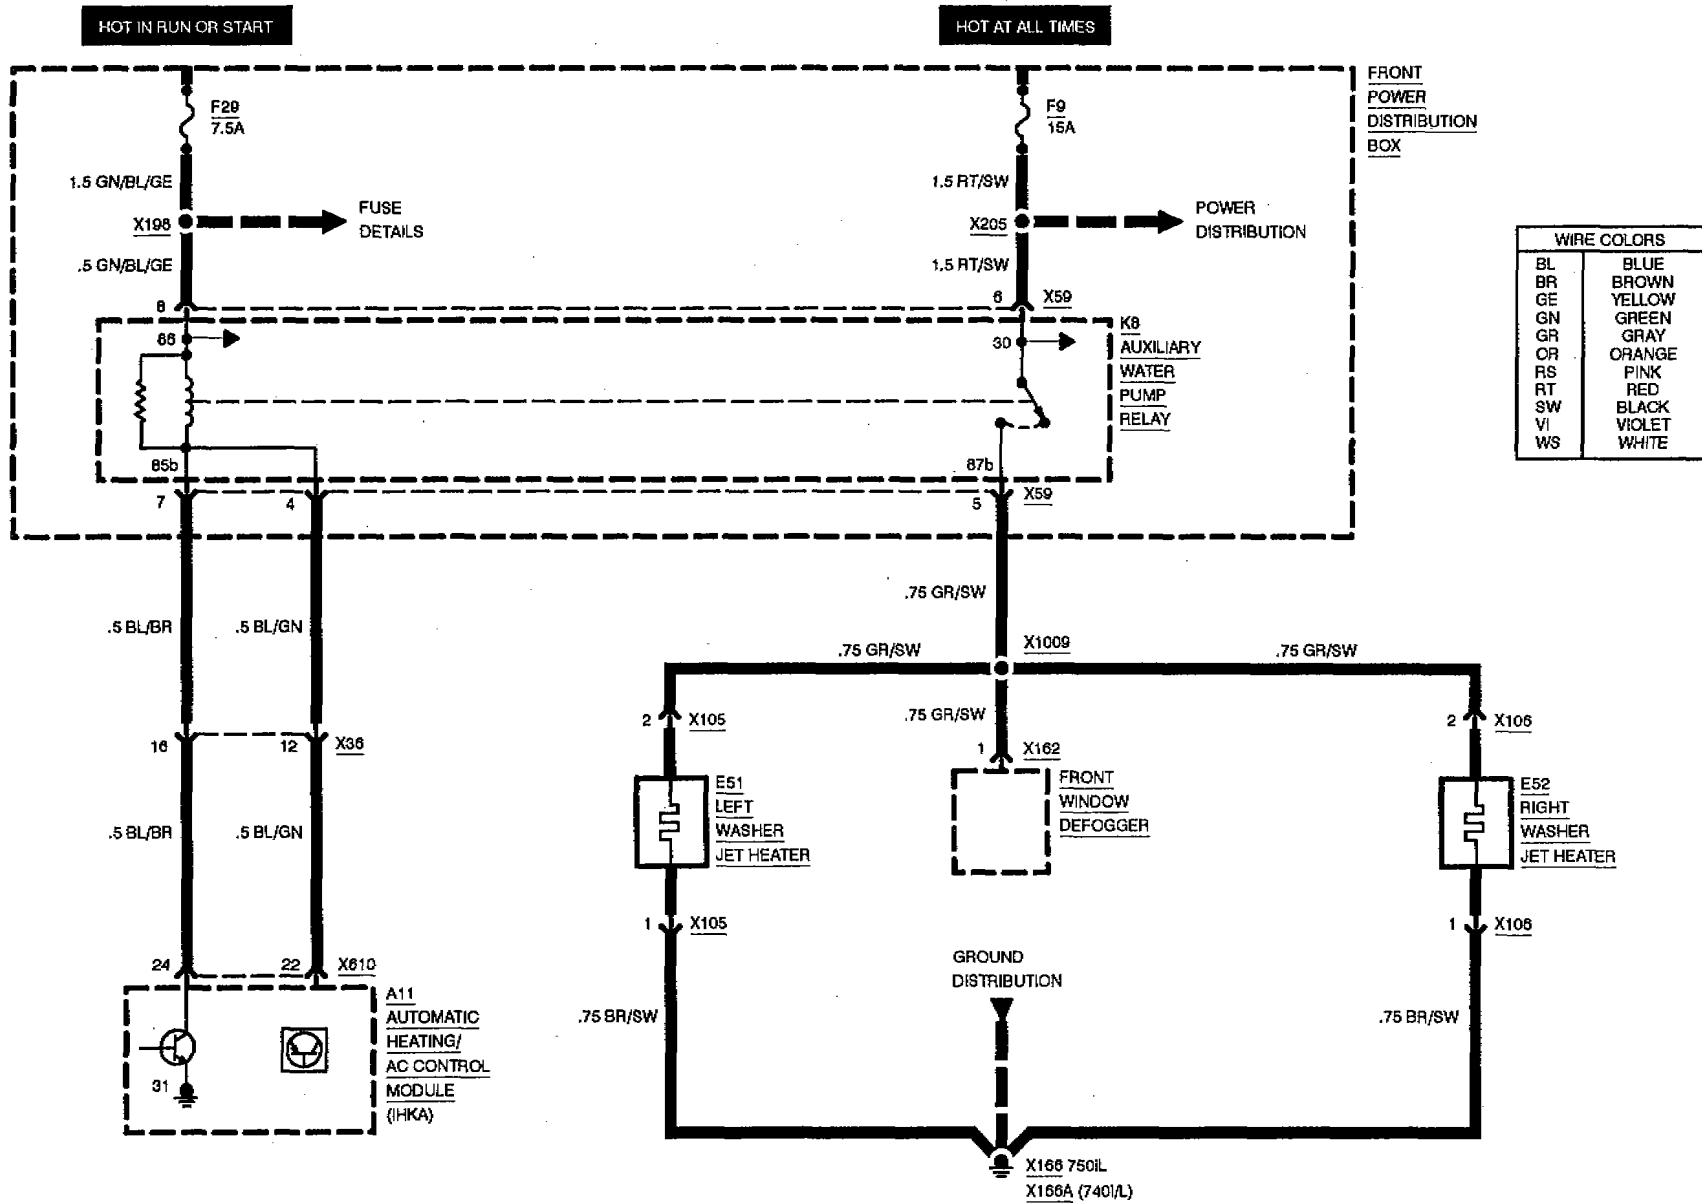 HOT IN RUN OR START
HOT AT ALL TIMES
F29
7.5A
F9
15A
FRONT
POWER
DISTRIBUTION
BOX
1.5 GN/BL/GE
1.5 RT/SW
X196
FUSE
DETAILS
X205
POWER
DISTRIBUTION
.5 GN/BL/GE
1.5 RT/SW
WIRE COLORS
BL BLUE
BR BROWN
GE YELLOW
GN GREEN
GR GRAY
OR ORANGE
RS PINK
RT RED
SW BLACK
VI VIOLET
WS WHITE
8
6
X59
86
30
K8
AUXILIARY
WATER
PUMP
RELAY
85b
87b
7
4
5
X59
.75 GR/SW
.5 BL/BR
.5 BL/GN
X1009
.75 GR/SW
.75 GR/SW
.75 GR/SW
2
X105
2
X106
16
12
X36
1
X162
E51
LEFT
WASHER
JET HEATER
FRONT
WINDOW
DEFOGGER
E52
RIGHT
WASHER
JET HEATER
.5 BL/BR
.5 BL/GN
1
X105
1
X106
24
22
X610
GROUND
DISTRIBUTION
A11
AUTOMATIC
HEATING/
AC CONTROL
MODULE
(IHKA)
31
.75 BR/SW
.75 BR/SW
X166 750iL
X166A (740i/L)